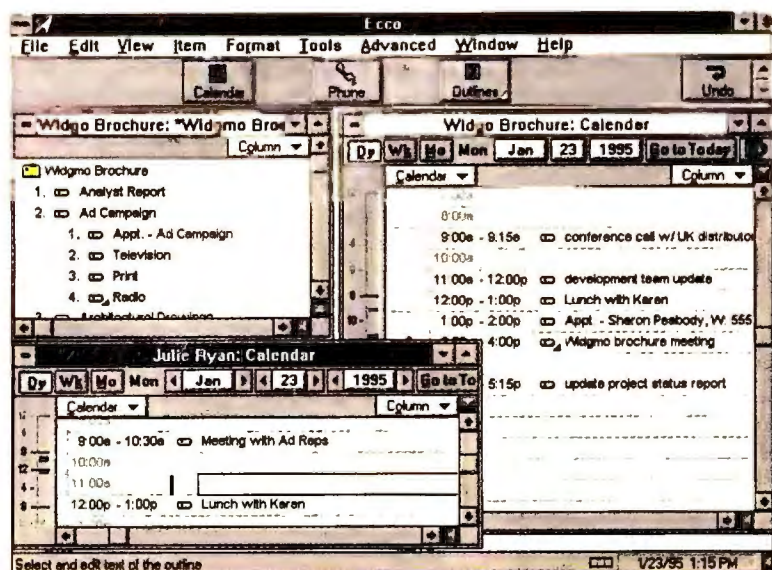 Ecco
File Edit View Item Format Tools Advanced Window Help
Calendar Phone Outlines Undo
Widgo Brochure: "Widgmo Bro
Column
Widgmo Brochure
1. Analyst Report
2. Ad Campaign
1. Appt. - Ad Campaign
2. Television
3. Print
4. Radio
3. Architectural Drawings
Widgo Brochure: Calendar
Dy Wk Mo Mon Jan 23 1995 Go to Today
Calendar Column
8:00a
9:00a - 9:15a conference call w/ UK distributor
10:00a
11:00a - 12:00p development team update
12:00p - 1:00p Lunch with Karen
1:00p - 2:00p Appt. - Sharon Peabody, W: 555
4:00p Widgmo brochure meeting
5:15p update project status report
Julie Ryan: Calendar
Dy Wk Mo Mon Jan 23 1995 Go to To
Calendar Column
9:00a - 10:30a Meeting with Ad Reps
10:00a
11:00a
12:00p - 1:00p Lunch with Karen
Select and edit text of the outline
1/23/95 1:15 PM